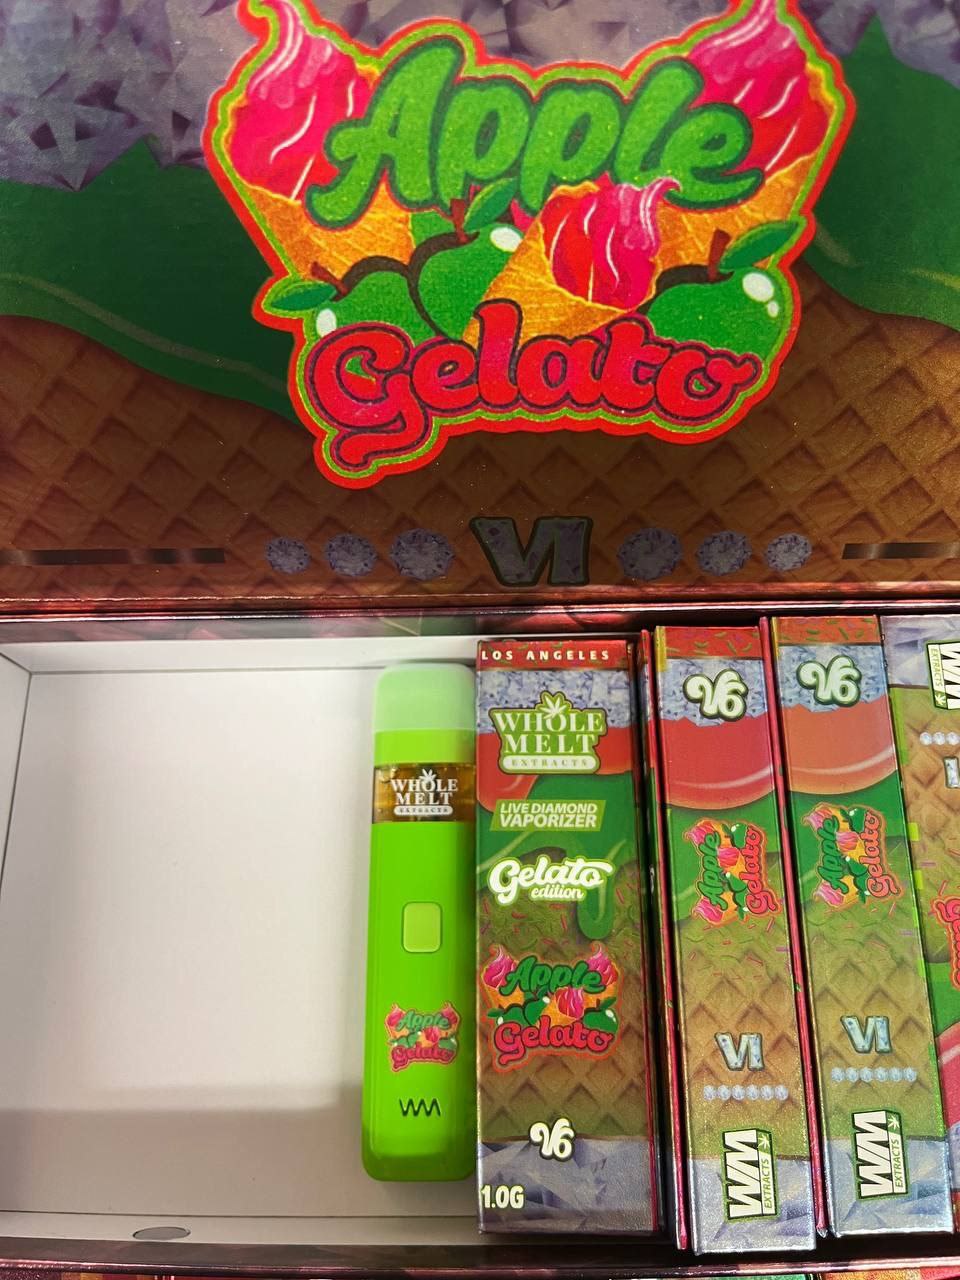 Apple
Gelato
VI
LOS ANGELES
WHOLE
MELT
EXTRACTS
LIVE DIAMOND
VAPORIZER
Gelato
edition
Apple
Gelato
V6
1.0G
WHOLE
MELT
EXTRACTS
Apple
Gelato
WM
V6
Apple
Gelato
VI
WM
EXTRACTS
V6
Apple
Gelato
VI
WM
EXTRACTS
WM
EXTRACTS